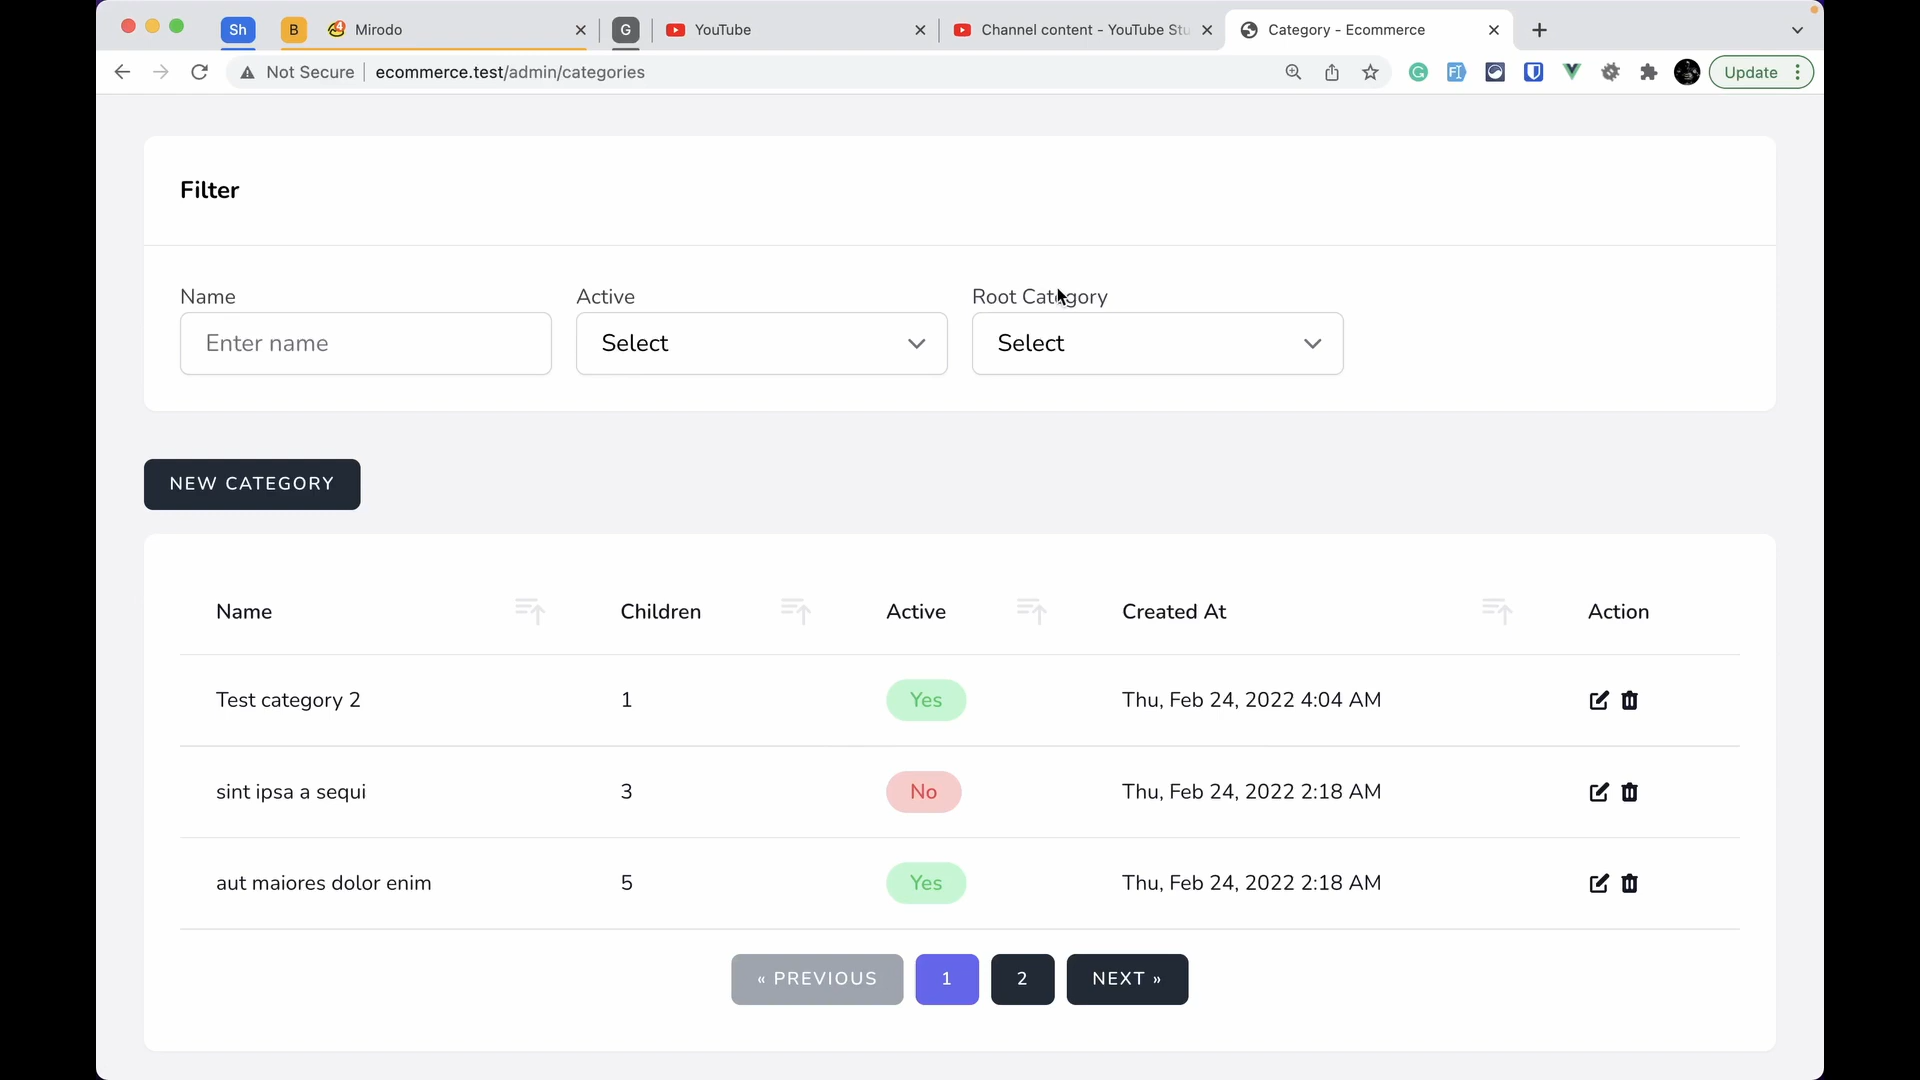 Sh B Mirodo G YouTube Channel content - YouTube Stu Category - Ecommerce
Not Secure ecommerce.test/admin/categories Update
Filter
Name Active Root Category
Enter name Select Select
NEW CATEGORY
Name Children Active Created At Action
Test category 2 1 Yes Thu, Feb 24, 2022 4:04 AM
sint ipsa a sequi 3 No Thu, Feb 24, 2022 2:18 AM
aut maiores dolor enim 5 Yes Thu, Feb 24, 2022 2:18 AM
« PREVIOUS 1 2 NEXT »